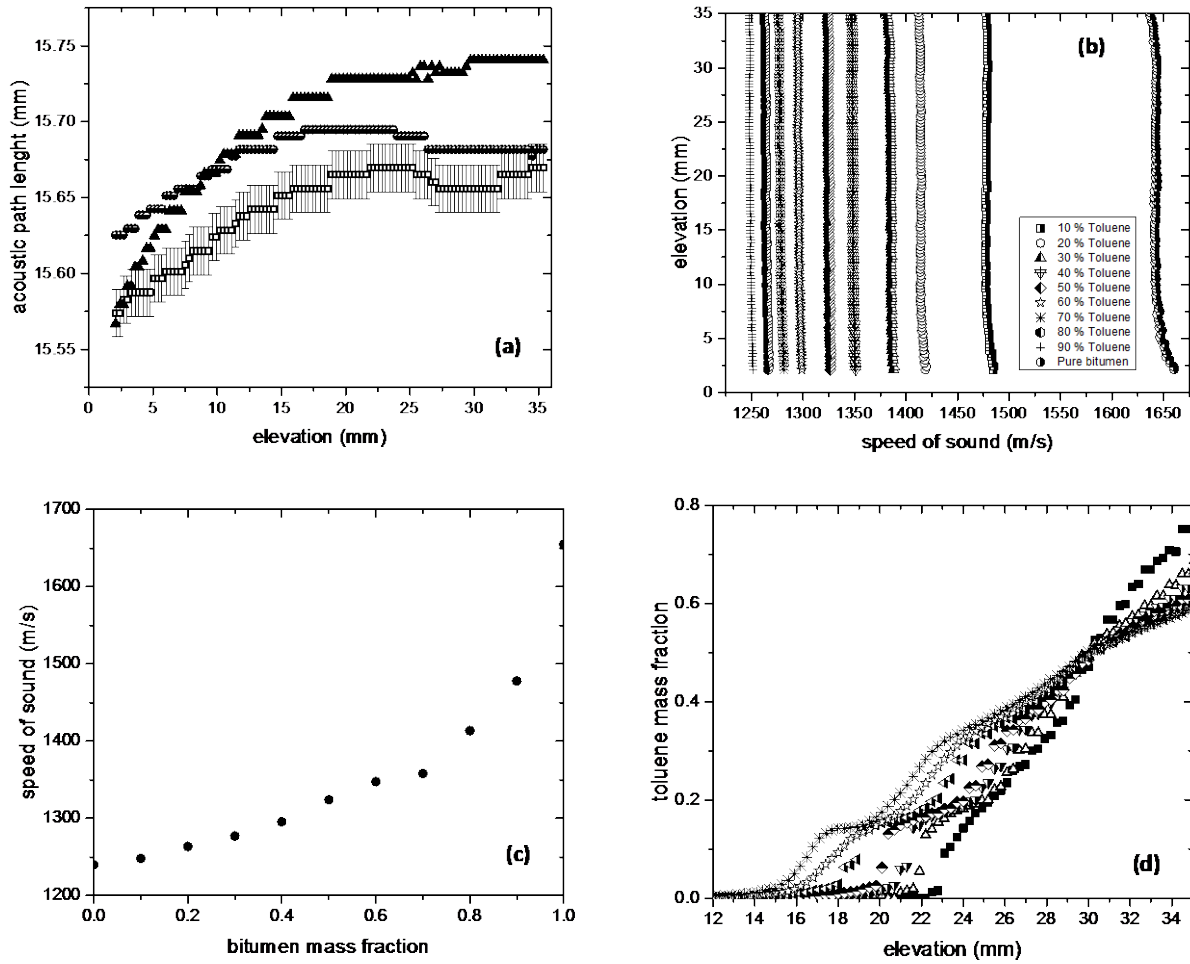 15.75
15.70
15.65
15.60
15.55
acoustic path lenght (mm)
(a)
0 5 10 15 20 25 30 35
elevation (mm)
35
30
25
20
15
10
5
0
elevation (mm)
(b)
10 % Toluene
20 % Toluene
30 % Toluene
40 % Toluene
50 % Toluene
60 % Toluene
70 % Toluene
80 % Toluene
90 % Toluene
Pure bitumen
1250 1300 1350 1400 1450 1500 1550 1600 1650
speed of sound (m/s)
1700
1600
1500
1400
1300
1200
speed of sound (m/s)
(c)
0.0 0.2 0.4 0.6 0.8 1.0
bitumen mass fraction
0.8
0.6
0.4
0.2
0.0
toluene mass fraction
(d)
12 14 16 18 20 22 24 26 28 30 32 34
elevation (mm)